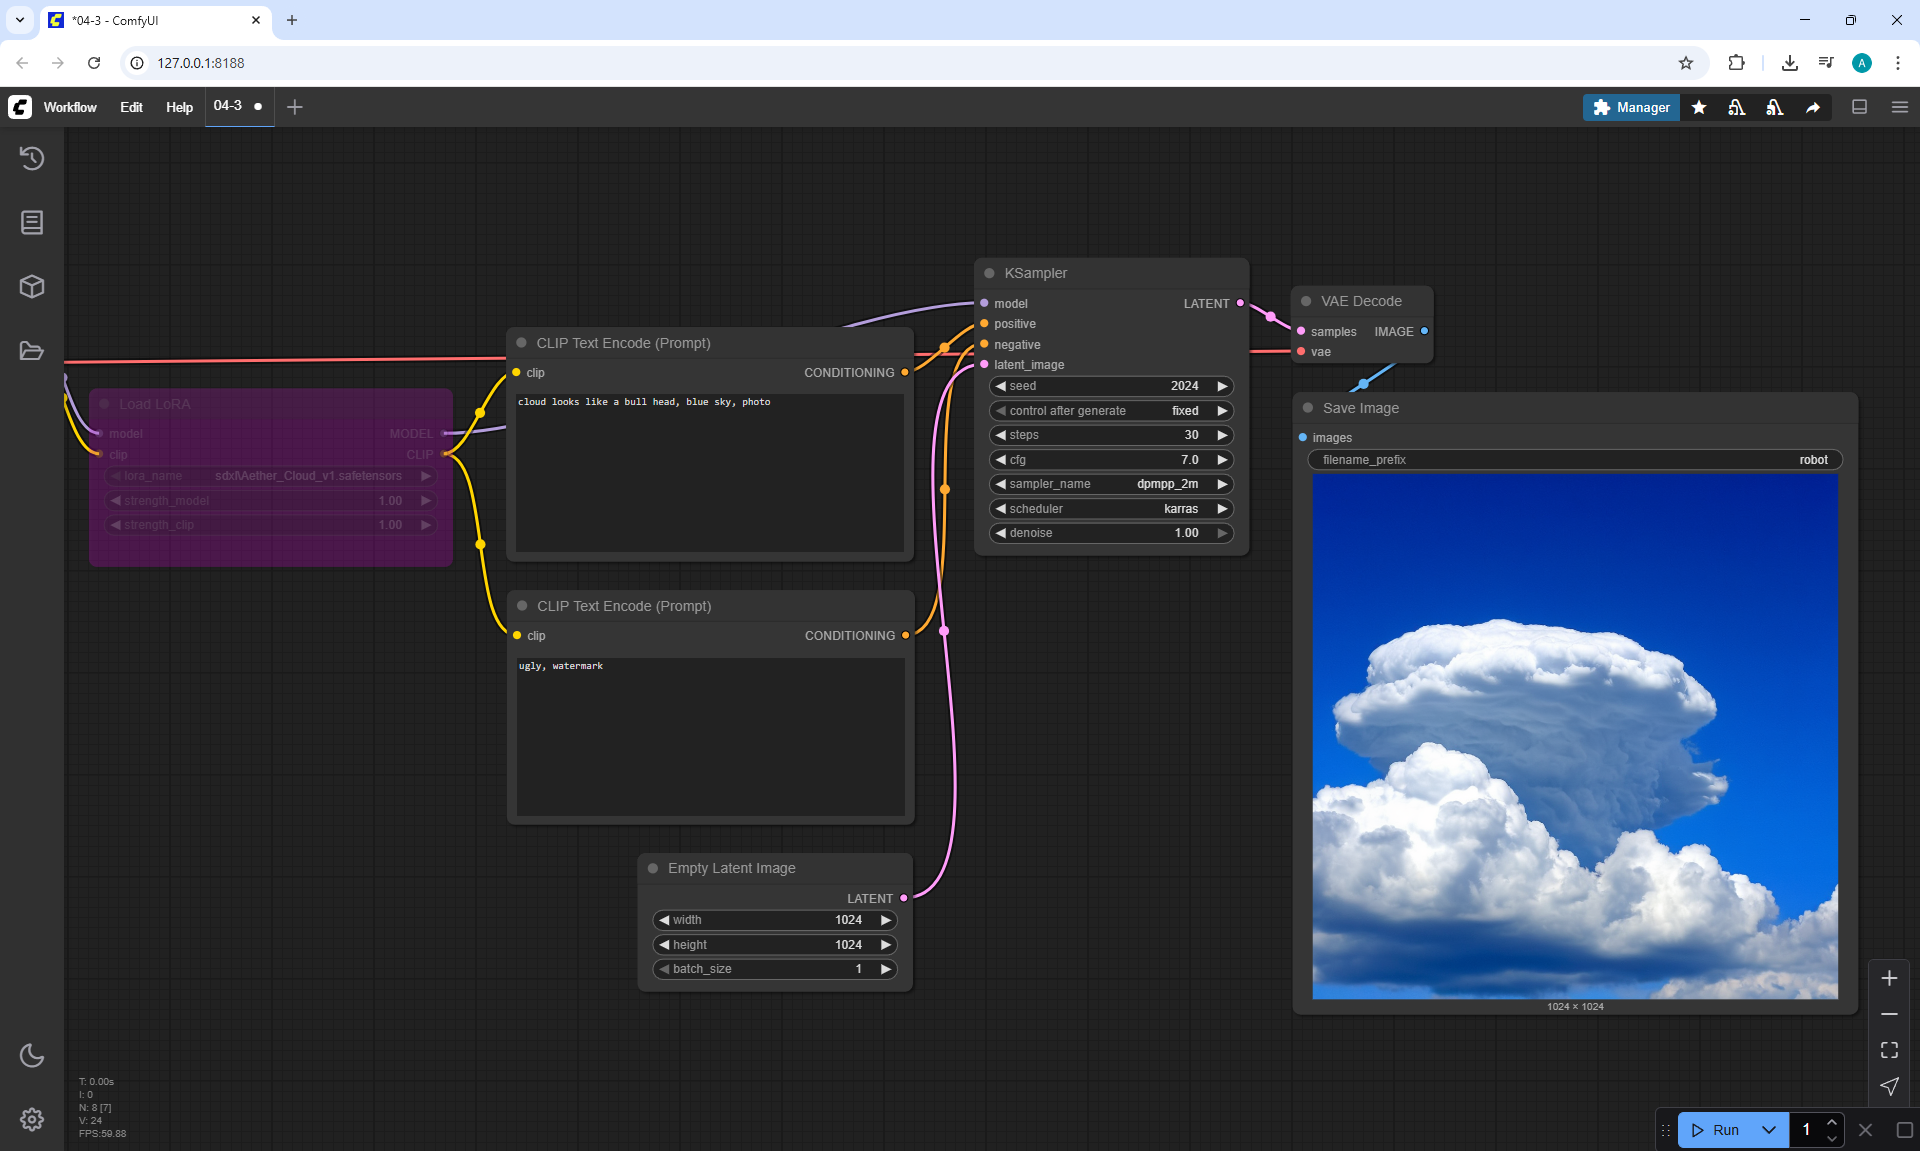 *04-3 - ComfyUI
127.0.0.1:8188
A
Workflow Edit Help 04-3
Manager
KSampler
model LATENT
positive
negative
latent_image
seed 2024
control after generate fixed
steps 30
cfg 7.0
sampler_name dpmpp_2m
scheduler karras
denoise 1.00
VAE Decode
samples IMAGE
vae
CLIP Text Encode (Prompt)
clip CONDITIONING
cloud looks like a bull head, blue sky, photo
Load LoRA
model MODEL
clip CLIP
lora_name sdxl\Aether_Cloud_v1.safetensors
strength_model 1.00
strength_clip 1.00
Save Image
images
filename_prefix robot
1024 × 1024
CLIP Text Encode (Prompt)
clip CONDITIONING
ugly, watermark
Empty Latent Image
LATENT
width 1024
height 1024
batch_size 1
T: 0.00s
I: 0
N: 8 [7]
V: 24
FPS:59.88
Run 1